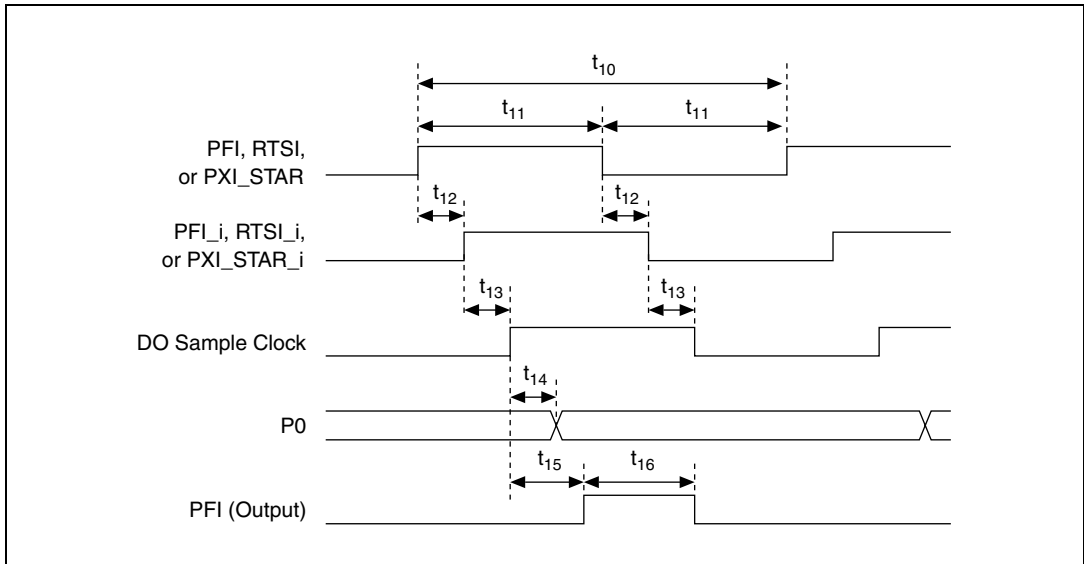 t10
t11 t11
PFI, RTSI,
or PXI_STAR
t12 t12
PFI_i, RTSI_i,
or PXI_STAR_i
t13 t13
DO Sample Clock
t14
P0
t15 t16
PFI (Output)